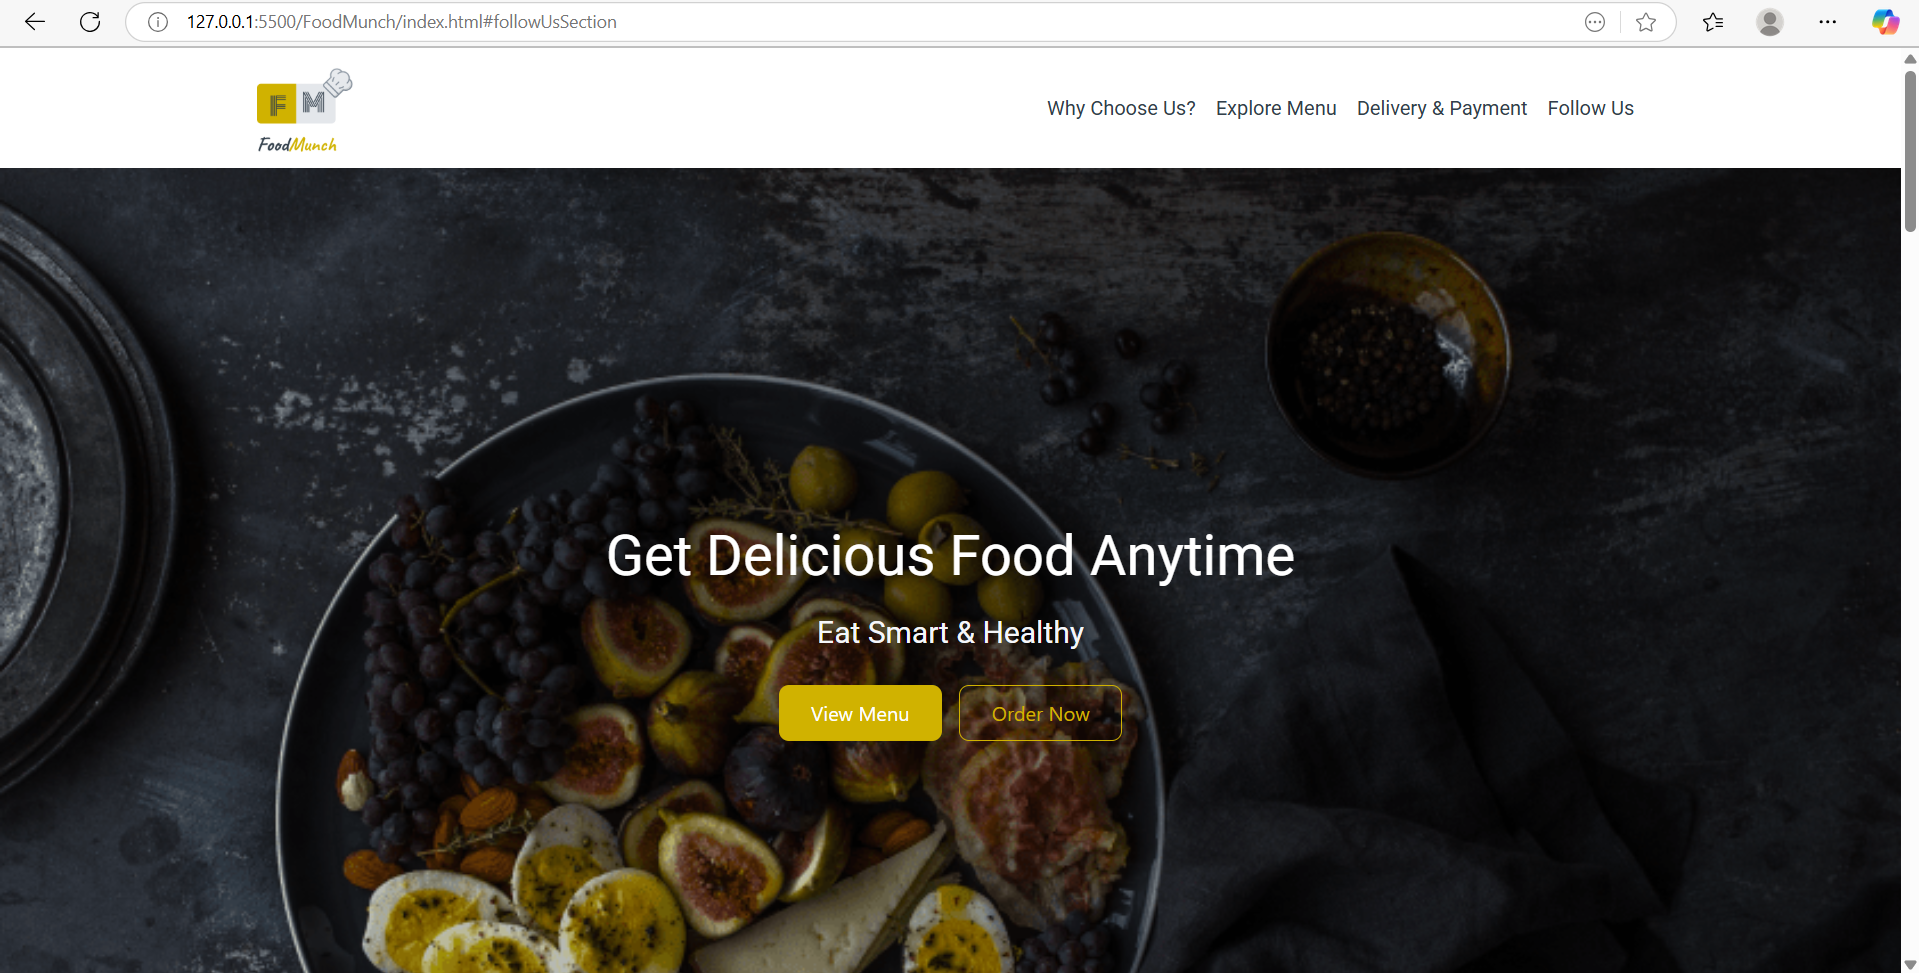 127.0.0.1:5500/FoodMunch/index.html#followUsSection
F M
FoodMunch
Why Choose Us? Explore Menu Delivery & Payment Follow Us
Get Delicious Food Anytime
Eat Smart & Healthy
View Menu Order Now